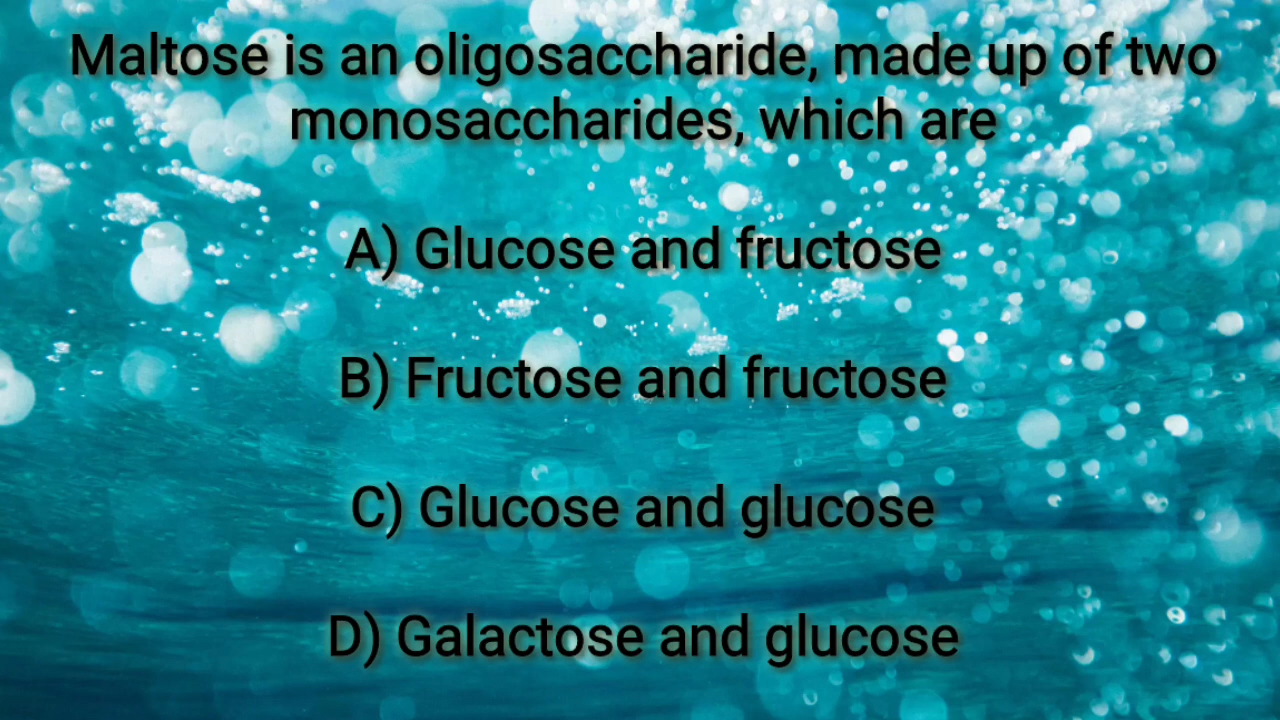 Maltose is an oligosaccharide, made up of two
monosaccharides, which are
A) Glucose and fructose
B) Fructose and fructose
C) Glucose and glucose
D) Galactose and glucose